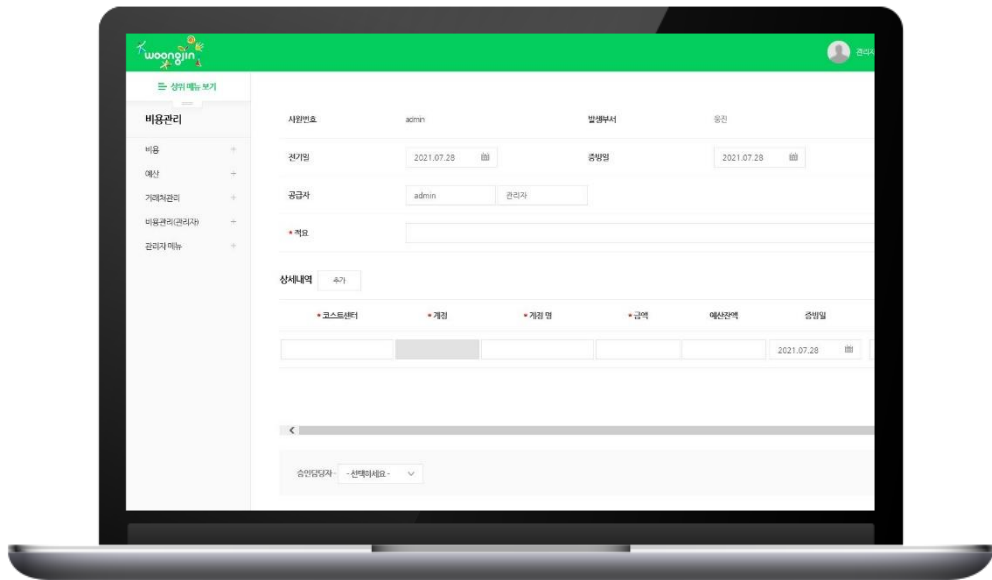 woongjin
관리자
상위 메뉴 보기
비용관리
비용
예산
거래처관리
비용관리(관리자)
관리자 메뉴
사원번호 admin 발생부서 웅진
전기일 2021.07.28 증빙일 2021.07.28
공급자 admin 관리자
* 적요
상세내역 추가
* 코스트센터 * 계정 * 계정 명 * 금액 예산잔액 증빙일
2021.07.28
승인담당자 - 선택하세요 -